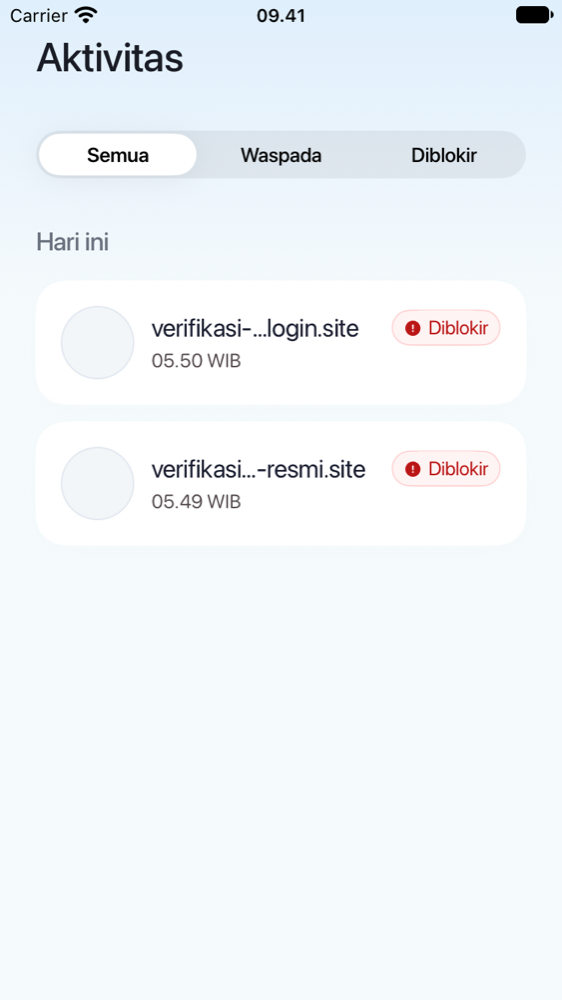 Carrier 09.41
Aktivitas
Semua Waspada Diblokir
Hari ini
verifikasi-...login.site Diblokir
05.50 WIB
verifikasi...-resmi.site Diblokir
05.49 WIB